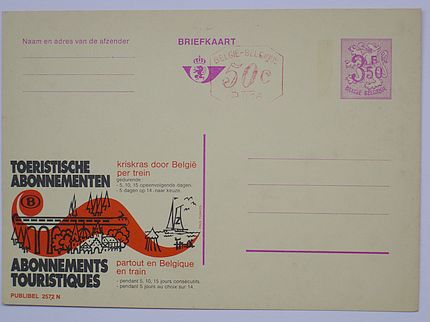 Naam en adres van de afzender
BRIEFKAART
BELGIE-BELGIQUE
50c
3,50
F
BELGIE-BELGIQUE
TOERISTISCHE
ABONNEMENTEN
kriskras door België
per trein
gedurende
- 5, 10, 15 opeenvolgende dagen.
- 5 dagen op 14 - naar keuze.
B
ABONNEMENTS
TOURISTIQUES
partout en Belgique
en train
- pendant 5, 10, 15 jours consécutifs.
- pendant 5 jours au choix sur 14.
PUBLIBEL 2572 N